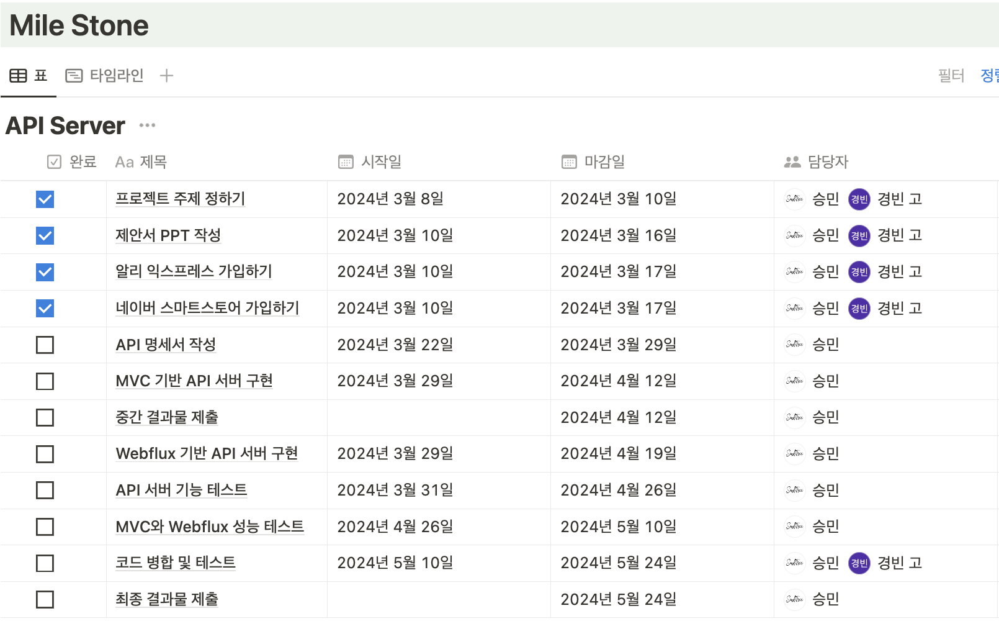 Mile Stone
표 타임라인 필터
API Server
완료 Aa 제목 시작일 마감일 담당자
프로젝트 주제 정하기 2024년 3월 8일 2024년 3월 10일 승민 경빈 경빈 고
제안서 PPT 작성 2024년 3월 10일 2024년 3월 16일 승민 경빈 경빈 고
알리 익스프레스 가입하기 2024년 3월 10일 2024년 3월 17일 승민 경빈 경빈 고
네이버 스마트스토어 가입하기 2024년 3월 10일 2024년 3월 17일 승민 경빈 경빈 고
API 명세서 작성 2024년 3월 22일 2024년 3월 29일 승민
MVC 기반 API 서버 구현 2024년 3월 29일 2024년 4월 12일 승민
중간 결과물 제출 2024년 4월 12일 승민
Webflux 기반 API 서버 구현 2024년 3월 29일 2024년 4월 19일 승민
API 서버 기능 테스트 2024년 3월 31일 2024년 4월 26일 승민
MVC와 Webflux 성능 테스트 2024년 4월 26일 2024년 5월 10일 승민
코드 병합 및 테스트 2024년 5월 10일 2024년 5월 24일 승민 경빈 경빈 고
최종 결과물 제출 2024년 5월 24일 승민